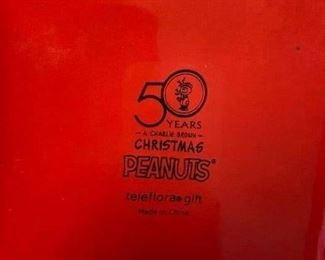 50
YEARS
- A CHARLIE BROWN -
CHRISTMAS
PEANUTS®
teleflora® gift
Made in China